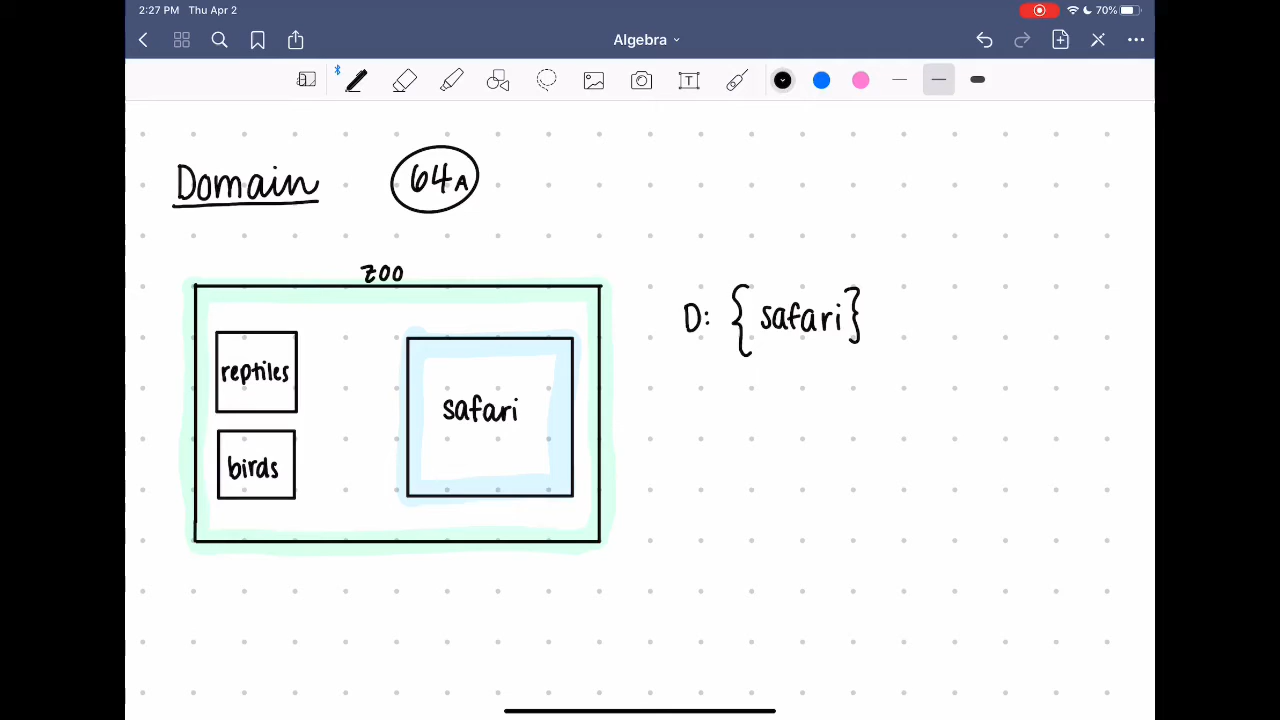 2:27 PM Thu Apr 2
70%
Algebra
T
Domain 64A
zoo
reptiles
birds
safari
D: {safari}